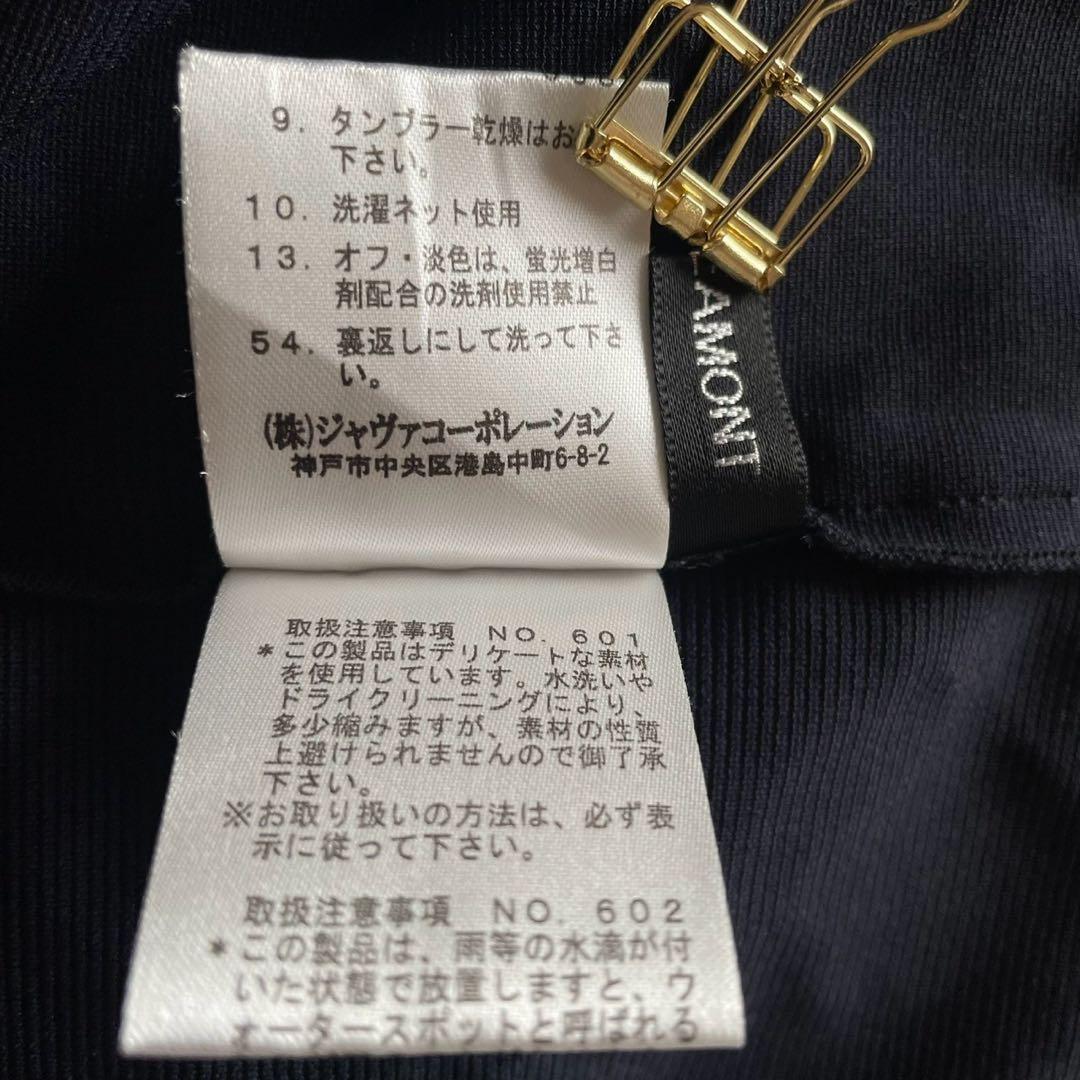 9. タンブラー乾燥はお
下さい。
10. 洗濯ネット使用
13. オフ・淡色は、蛍光増白
剤配合の洗剤使用禁止
54. 裏返しにして洗って下さ
い。
(株)ジャヴァコーポレーション
神戸市中央区港島中町6-8-2
AMONT
取扱注意事項 NO. 601
*この製品はデリケートな素材
を使用しています。水洗いや
ドライクリーニングにより、
多少縮みますが、素材の性質
上避けられませんので御了承
下さい。
※お取り扱いの方法は、必ず表
示に従って下さい。
取扱注意事項 NO. 602
*この製品は、雨等の水滴が付
いた状態で放置しますと、ウ
ォータースポットと呼ばれる